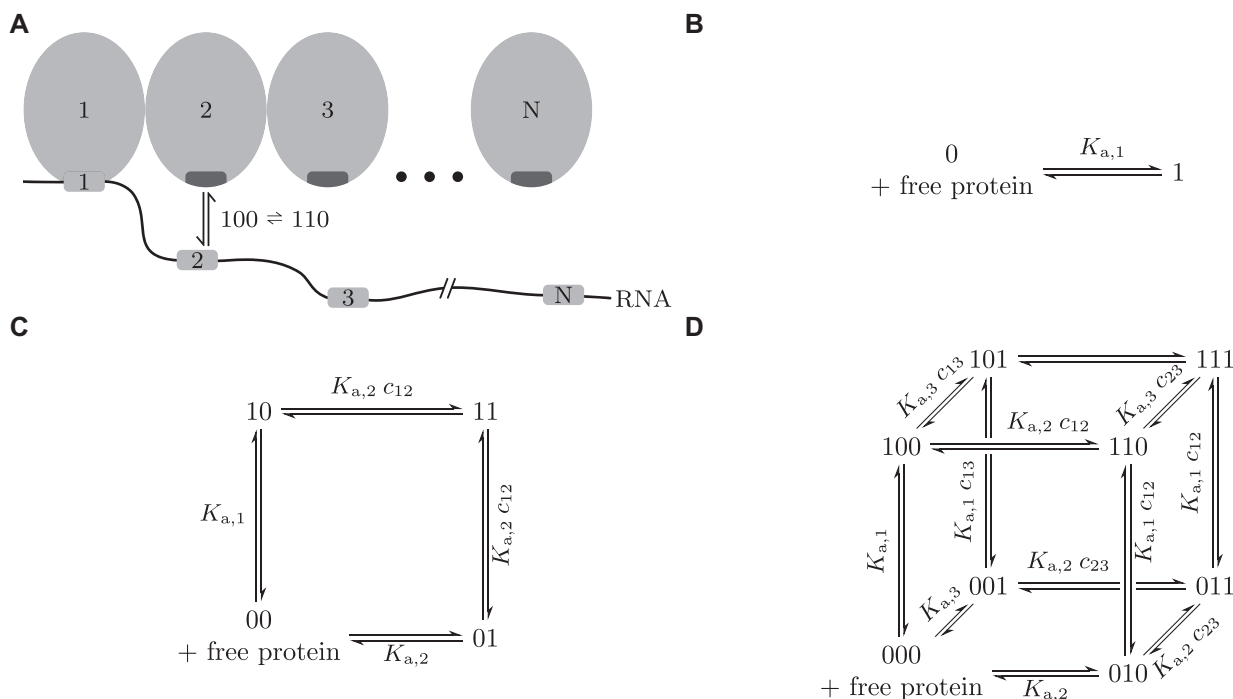 A
1
2
3
N
1
100 ⇌ 110
2
3
N
RNA
B
0
+ free protein
K_{a,1}
1
C
K_{a,2} c_{12}
10
11
K_{a,1}
K_{a,2} c_{12}
00
+ free protein
01
K_{a,2}
D
101
111
K_{a,3} c_{13}
K_{a,3} c_{23}
K_{a,2} c_{12}
100
110
K_{a,1}
K_{a,1} c_{13}
K_{a,1} c_{12}
K_{a,1} c_{12}
K_{a,2} c_{23}
001
011
K_{a,3}
K_{a,2} c_{23}
000
+ free protein
010
K_{a,2}